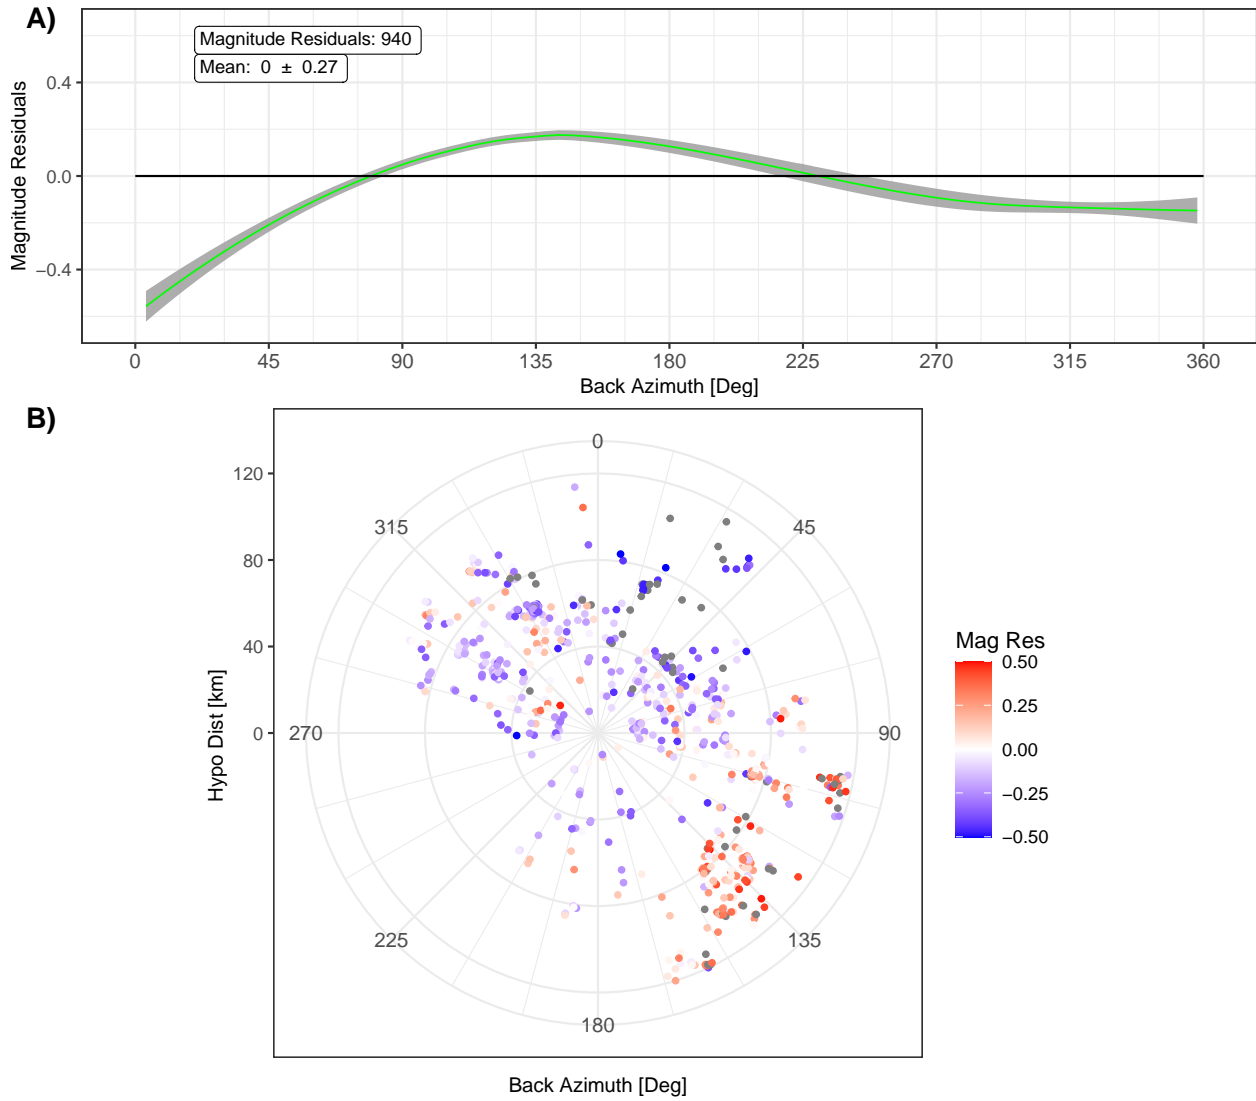 A)
Magnitude Residuals: 940
Mean: 0 ± 0.27
Magnitude Residuals
0.4
0.0
−0.4
0 45 90 135 180 225 270 315 360
Back Azimuth [Deg]
B)
Hypo Dist [km]
120
80
40
0
0
45
90
135
180
225
270
315
Back Azimuth [Deg]
Mag Res
0.50
0.25
0.00
−0.25
−0.50